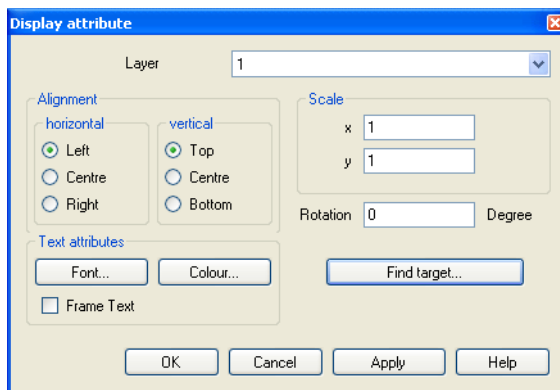 Display attribute
Layer 1
Alignment
horizontal
Left
Centre
Right
vertical
Top
Centre
Bottom
Scale
x 1
y 1
Rotation 0 Degree
Text attributes
Font... Colour...
Frame Text
Find target...
OK Cancel Apply Help